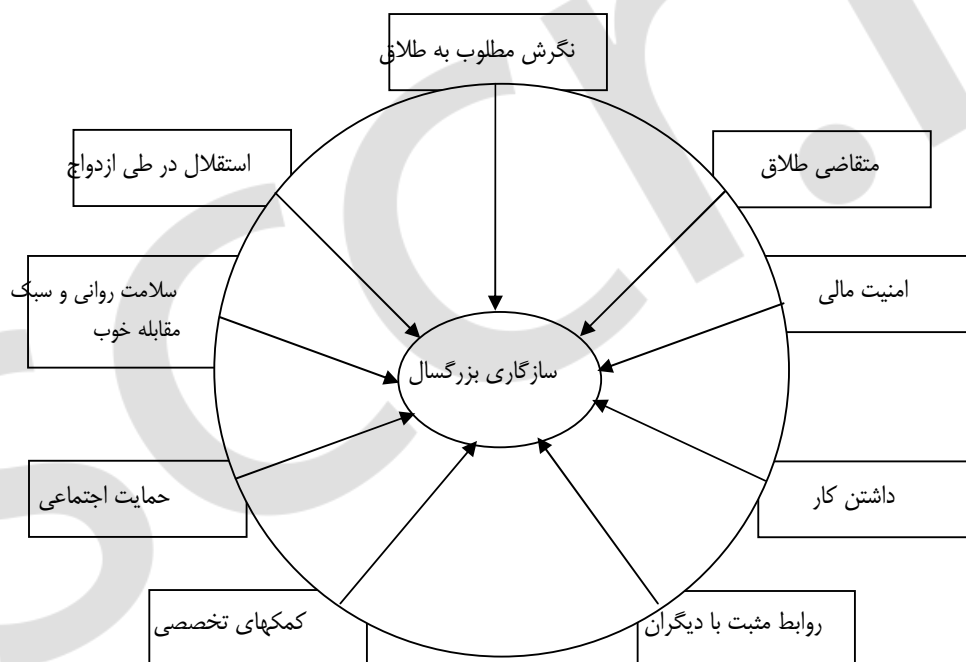 نگرش مطلوب به طلاق
متقاضی طلاق
استقلال در طی ازدواج
امنیت مالی
سلامت روانی و سبک
مقابله خوب
سازگاری بزرگسال
داشتن کار
حمایت اجتماعی
روابط مثبت با دیگران
کمکهای تخصصی